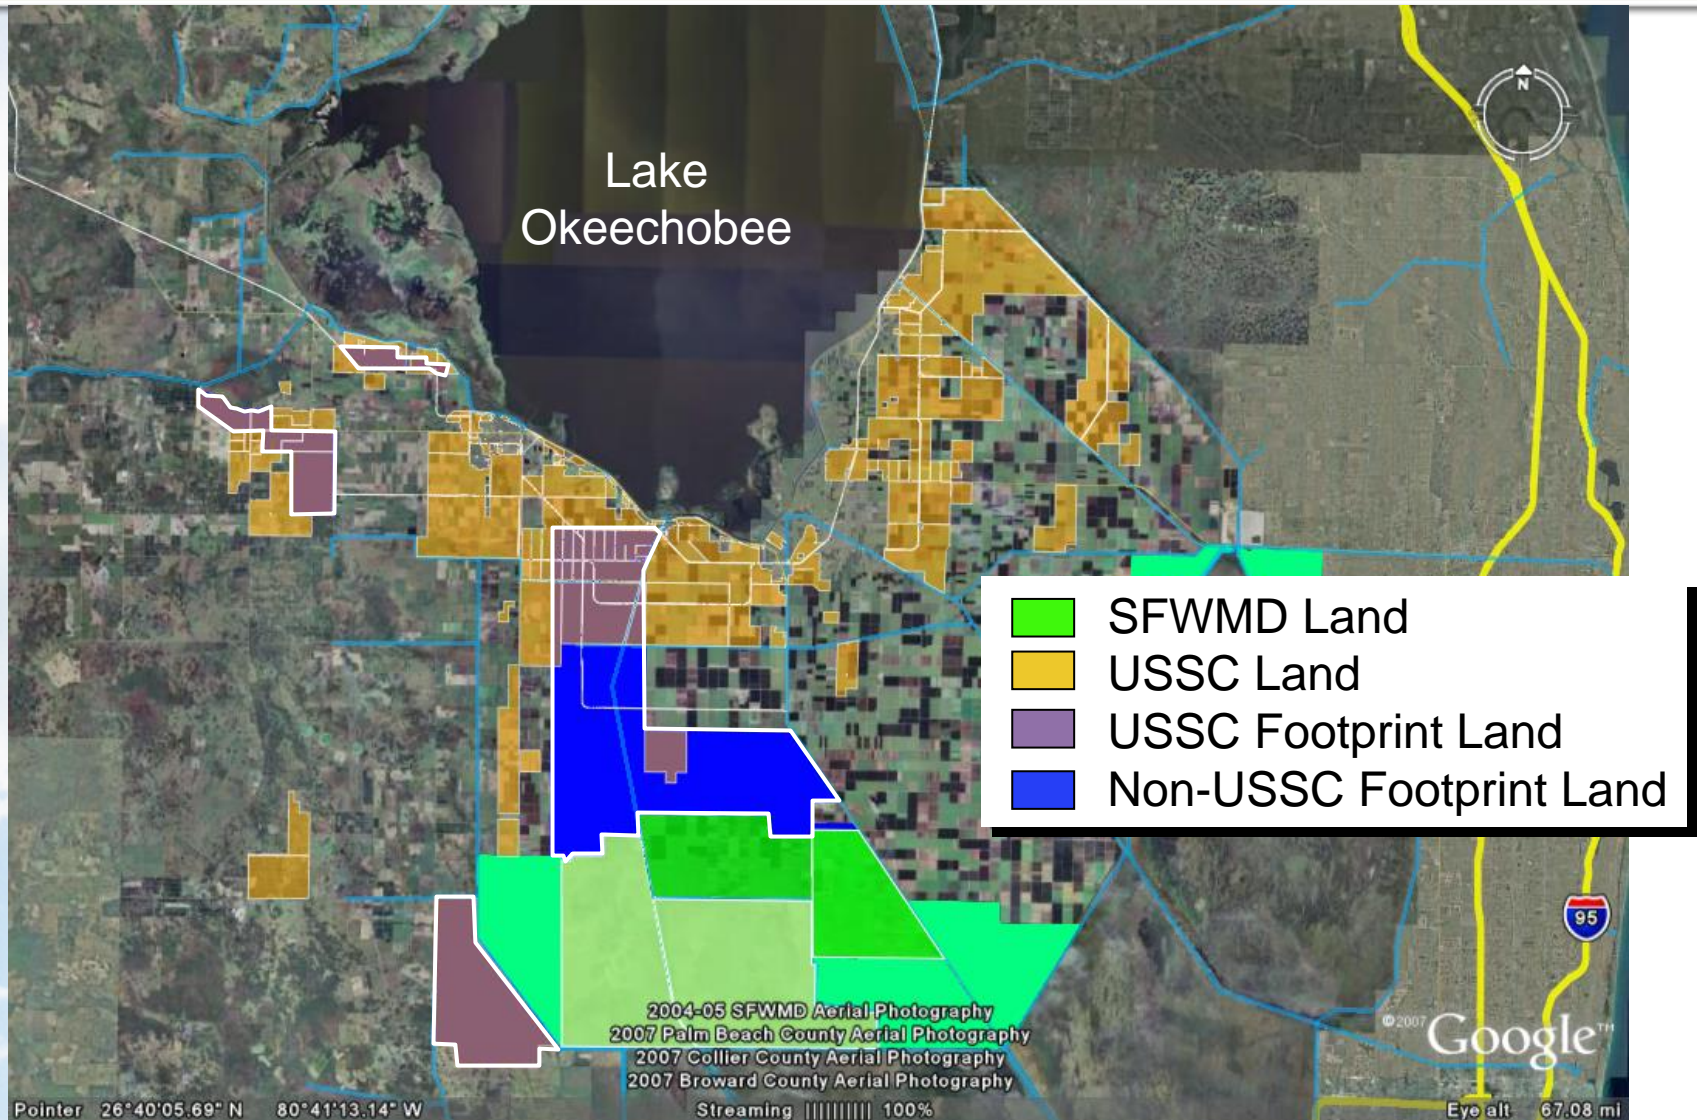 N
Lake
Okeechobee
SFWMD Land
USSC Land
USSC Footprint Land
Non-USSC Footprint Land
95
2004-05 SFWMD Aerial Photography
2007 Palm Beach County Aerial Photography
2007 Collier County Aerial Photography
2007 Broward County Aerial Photography
©2007 Google™
Pointer 26°40'05.69" N 80°41'13.14" W Streaming |||||||||| 100% Eye alt 67.08 mi